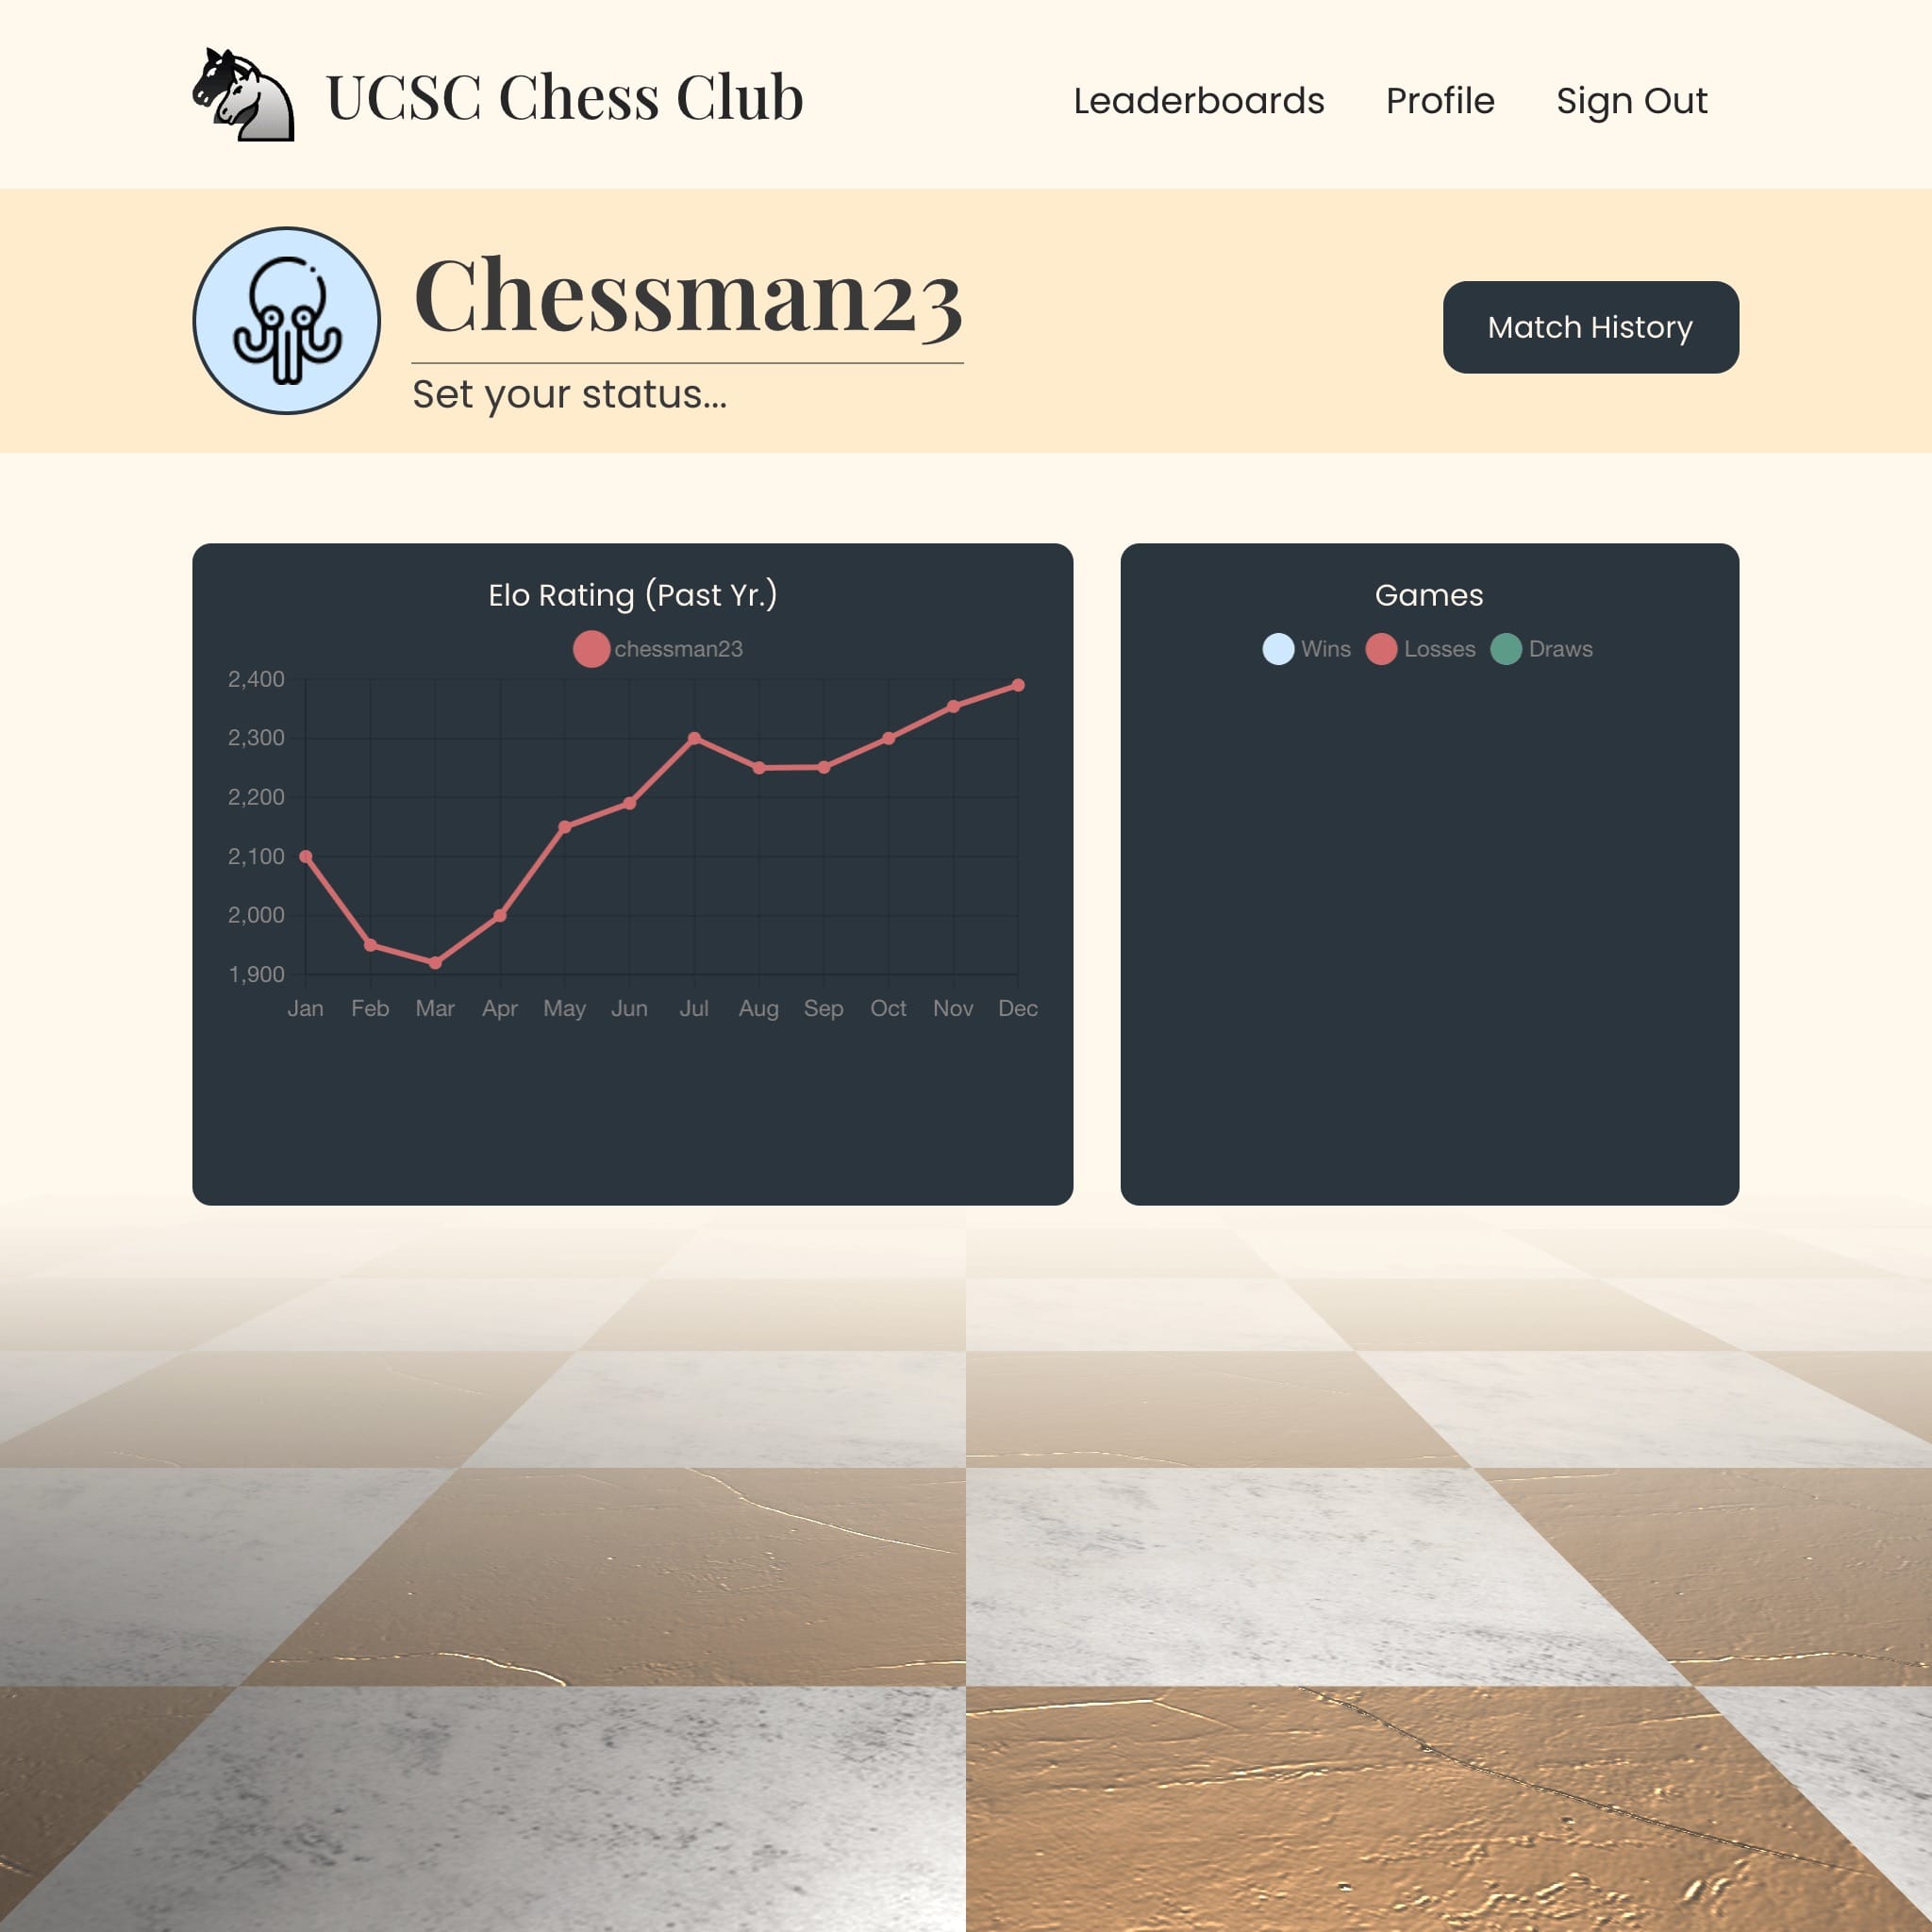 UCSC Chess Club
Leaderboards Profile Sign Out
Chessman23
Set your status...
Match History
Elo Rating (Past Yr.)
chessman23
2,400
2,300
2,200
2,100
2,000
1,900
Jan Feb Mar Apr May Jun Jul Aug Sep Oct Nov Dec
Games
Wins Losses Draws